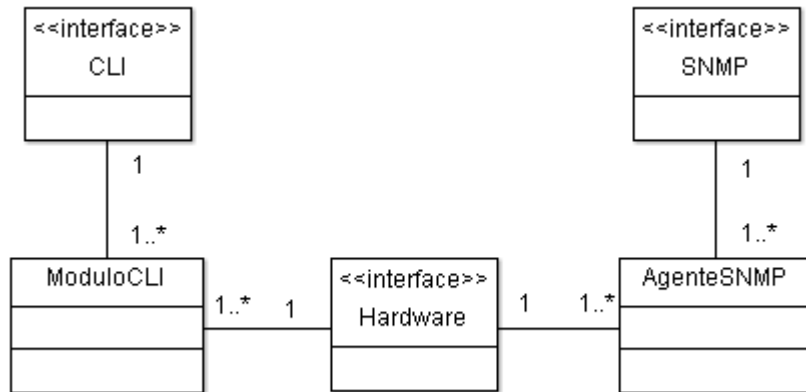 <<interface>>
CLI
<<interface>>
SNMP
1
1..*
1
1..*
ModuloCLI
1..*
1
<<interface>>
Hardware
1
1..*
AgenteSNMP